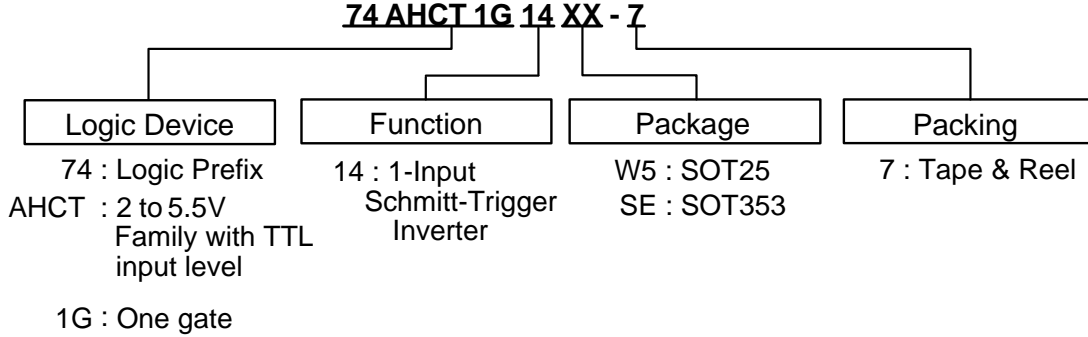 74 AHCT 1G 14 XX - 7
Logic Device
74 : Logic Prefix
AHCT : 2 to 5.5V
Family with TTL
input level
1G : One gate
Function
14 : 1-Input
Schmitt-Trigger
Inverter
Package
W5 : SOT25
SE : SOT353
Packing
7 : Tape & Reel